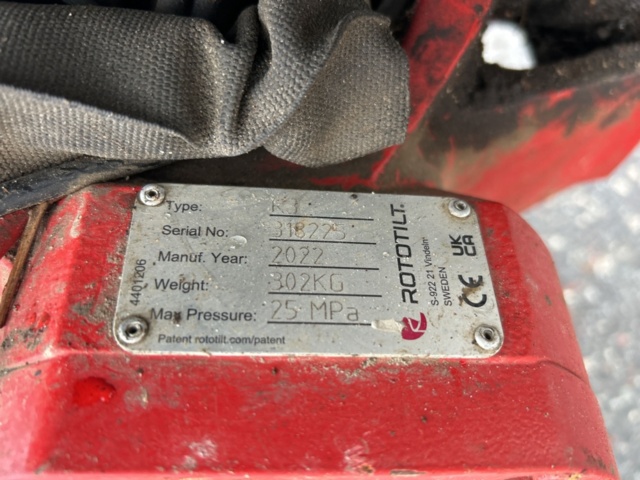 Type:
Serial No: 318225
Manuf. Year: 2022
Weight: 302KG
Max Pressure: 25 MPa
Patent rototilt.com/patent
4401206
ROTOTILT
S-922 21 Vindeln
SWEDEN
UK
CA
CE